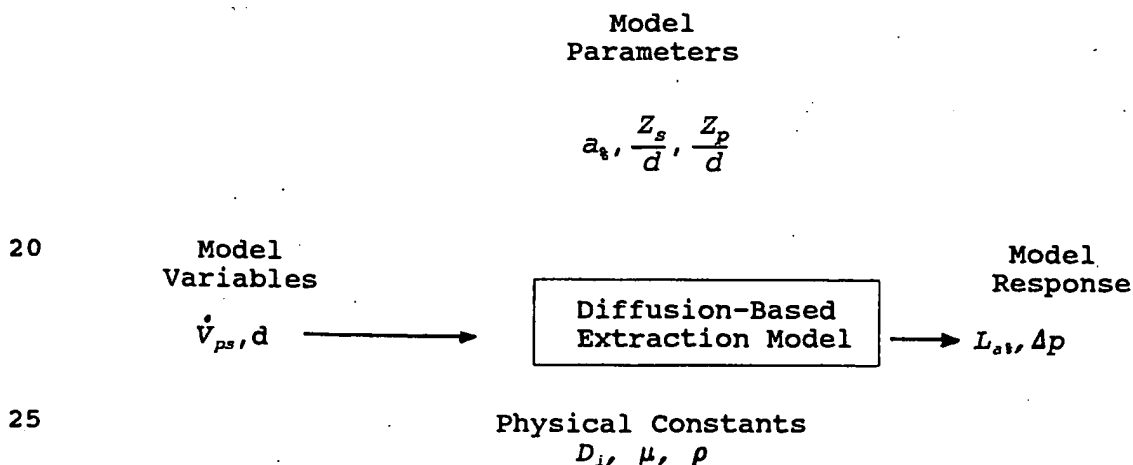 Model
Parameters
a%, Z_s/d, Z_p/d
20
Model
Variables
V̇_ps, d
Diffusion-Based
Extraction Model
Model
Response
L_a%, Δp
25
Physical Constants
D_i, μ, ρ